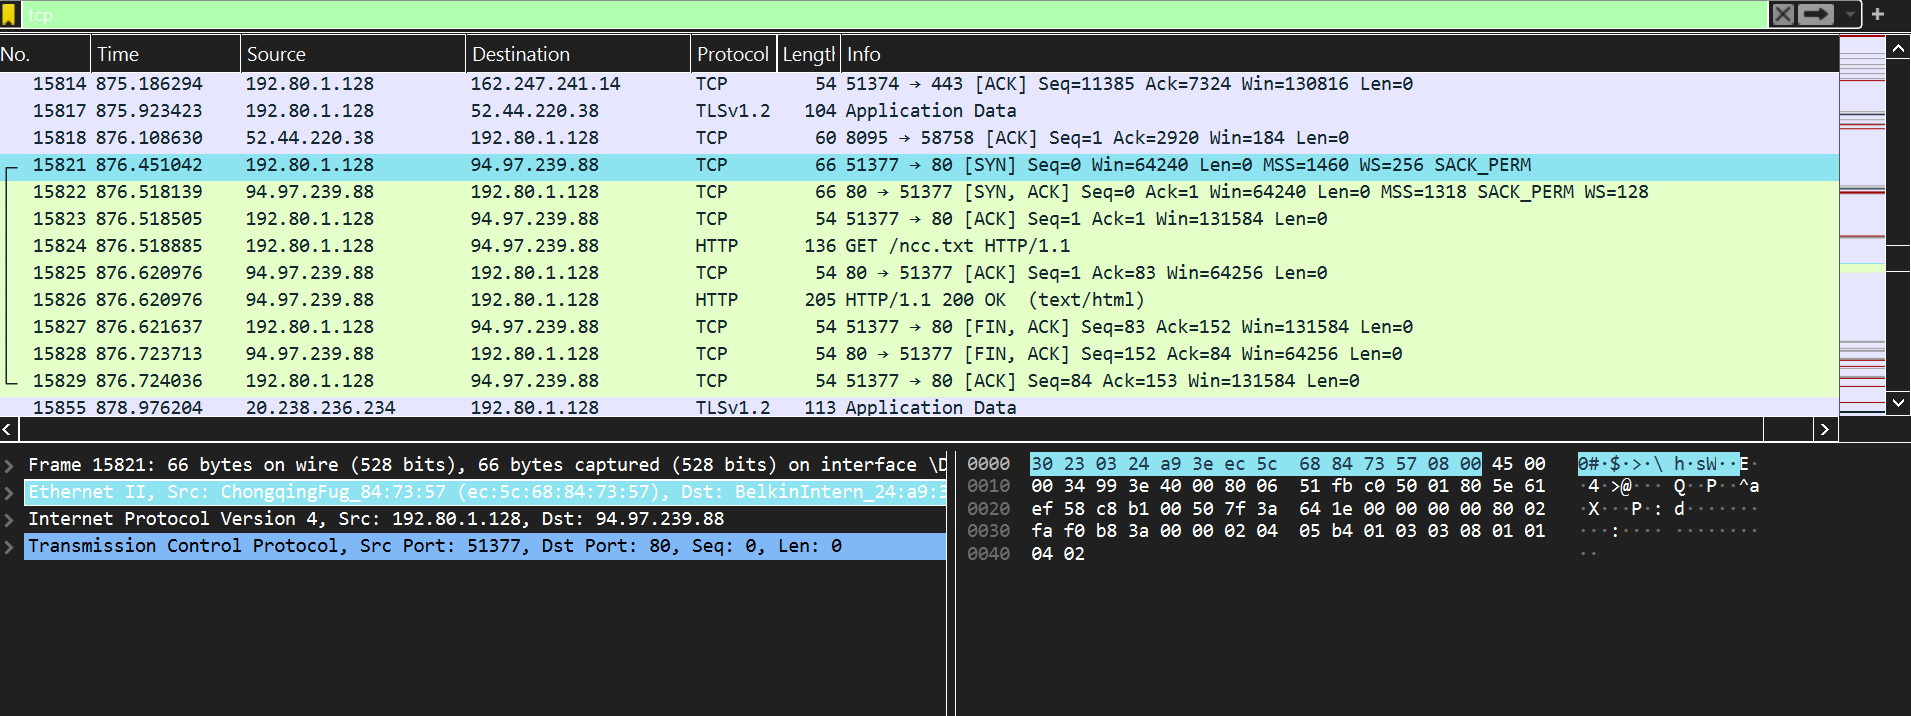 tcp
No. Time Source Destination Protocol Lengtl Info
15814 875.186294 192.80.1.128 162.247.241.14 TCP 54 51374 → 443 [ACK] Seq=11385 Ack=7324 Win=130816 Len=0
15817 875.923423 192.80.1.128 52.44.220.38 TLSv1.2 104 Application Data
15818 876.108630 52.44.220.38 192.80.1.128 TCP 60 8095 → 58758 [ACK] Seq=1 Ack=2920 Win=184 Len=0
15821 876.451042 192.80.1.128 94.97.239.88 TCP 66 51377 → 80 [SYN] Seq=0 Win=64240 Len=0 MSS=1460 WS=256 SACK_PERM
15822 876.518139 94.97.239.88 192.80.1.128 TCP 66 80 → 51377 [SYN, ACK] Seq=0 Ack=1 Win=64240 Len=0 MSS=1318 SACK_PERM WS=128
15823 876.518505 192.80.1.128 94.97.239.88 TCP 54 51377 → 80 [ACK] Seq=1 Ack=1 Win=131584 Len=0
15824 876.518885 192.80.1.128 94.97.239.88 HTTP 136 GET /ncc.txt HTTP/1.1
15825 876.620976 94.97.239.88 192.80.1.128 TCP 54 80 → 51377 [ACK] Seq=1 Ack=83 Win=64256 Len=0
15826 876.620976 94.97.239.88 192.80.1.128 HTTP 205 HTTP/1.1 200 OK (text/html)
15827 876.621637 192.80.1.128 94.97.239.88 TCP 54 51377 → 80 [FIN, ACK] Seq=83 Ack=152 Win=131584 Len=0
15828 876.723713 94.97.239.88 192.80.1.128 TCP 54 80 → 51377 [FIN, ACK] Seq=152 Ack=84 Win=64256 Len=0
15829 876.724036 192.80.1.128 94.97.239.88 TCP 54 51377 → 80 [ACK] Seq=84 Ack=153 Win=131584 Len=0
15855 878.976204 20.238.236.234 192.80.1.128 TLSv1.2 113 Application Data
Frame 15821: 66 bytes on wire (528 bits), 66 bytes captured (528 bits) on interface \D
Ethernet II, Src: ChongqingFug_84:73:57 (ec:5c:68:84:73:57), Dst: BelkinIntern_24:a9:3
Internet Protocol Version 4, Src: 192.80.1.128, Dst: 94.97.239.88
Transmission Control Protocol, Src Port: 51377, Dst Port: 80, Seq: 0, Len: 0
0000 30 23 03 24 a9 3e ec 5c 68 84 73 57 08 00 45 00 0#·$·>·\ h·sW··E·
0010 00 34 99 3e 40 00 80 06 51 fb c0 50 01 80 5e 61 ·4·>@··· Q··P··^a
0020 ef 58 c8 b1 00 50 7f 3a 64 1e 00 00 00 00 80 02 ·X···P·: d·······
0030 fa f0 b8 3a 00 00 02 04 05 b4 01 03 03 08 01 01 ···:···· ········
0040 04 02 ··